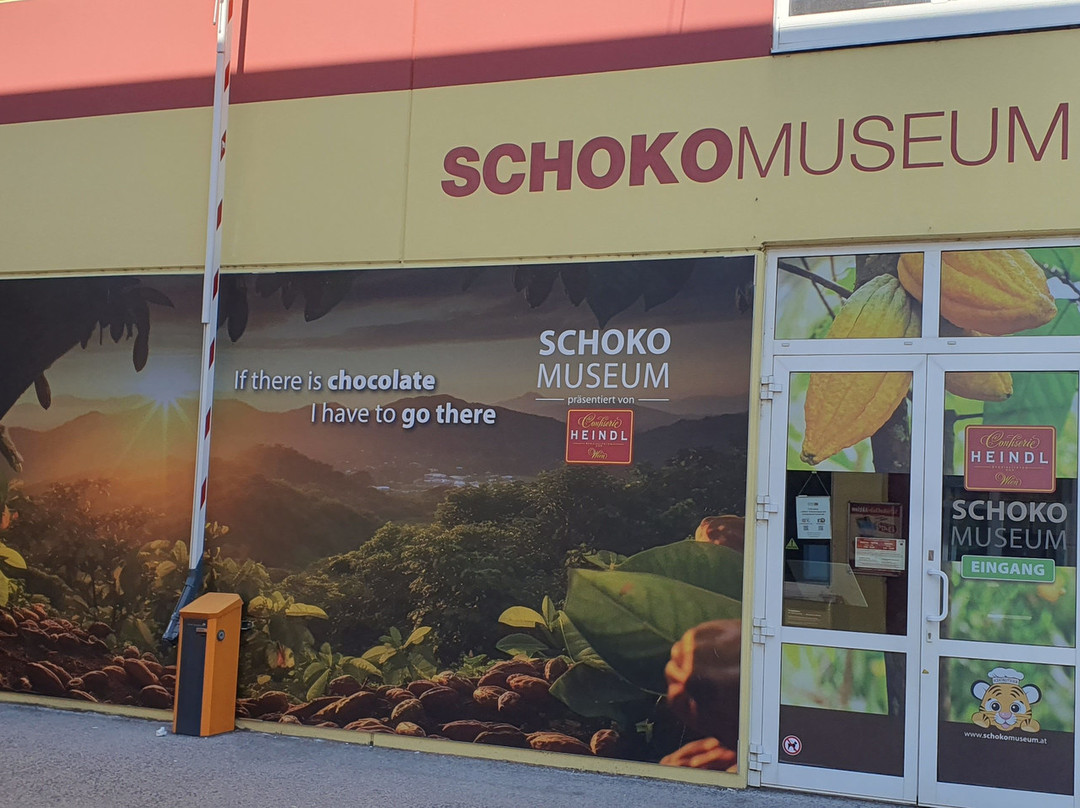 SCHOKOMUSEUM
If there is chocolate
I have to go there
SCHOKO
MUSEUM
präsentiert von
Confiserie
HEINDL
Wien
Confiserie
HEINDL
Wien
SCHOKO
MUSEUM
EINGANG
www.schokomuseum.at